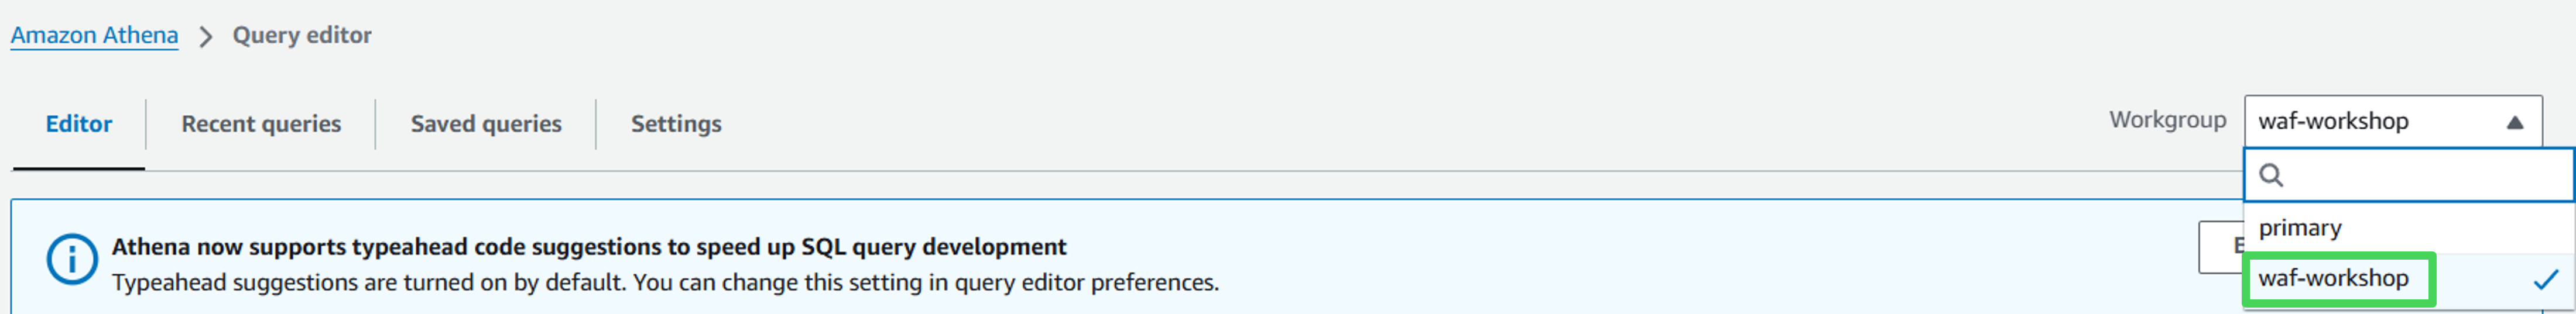 Amazon Athena > Query editor
Editor
Recent queries
Saved queries
Settings
Workgroup
waf-workshop
primary
waf-workshop
Athena now supports typeahead code suggestions to speed up SQL query development
Typeahead suggestions are turned on by default. You can change this setting in query editor preferences.